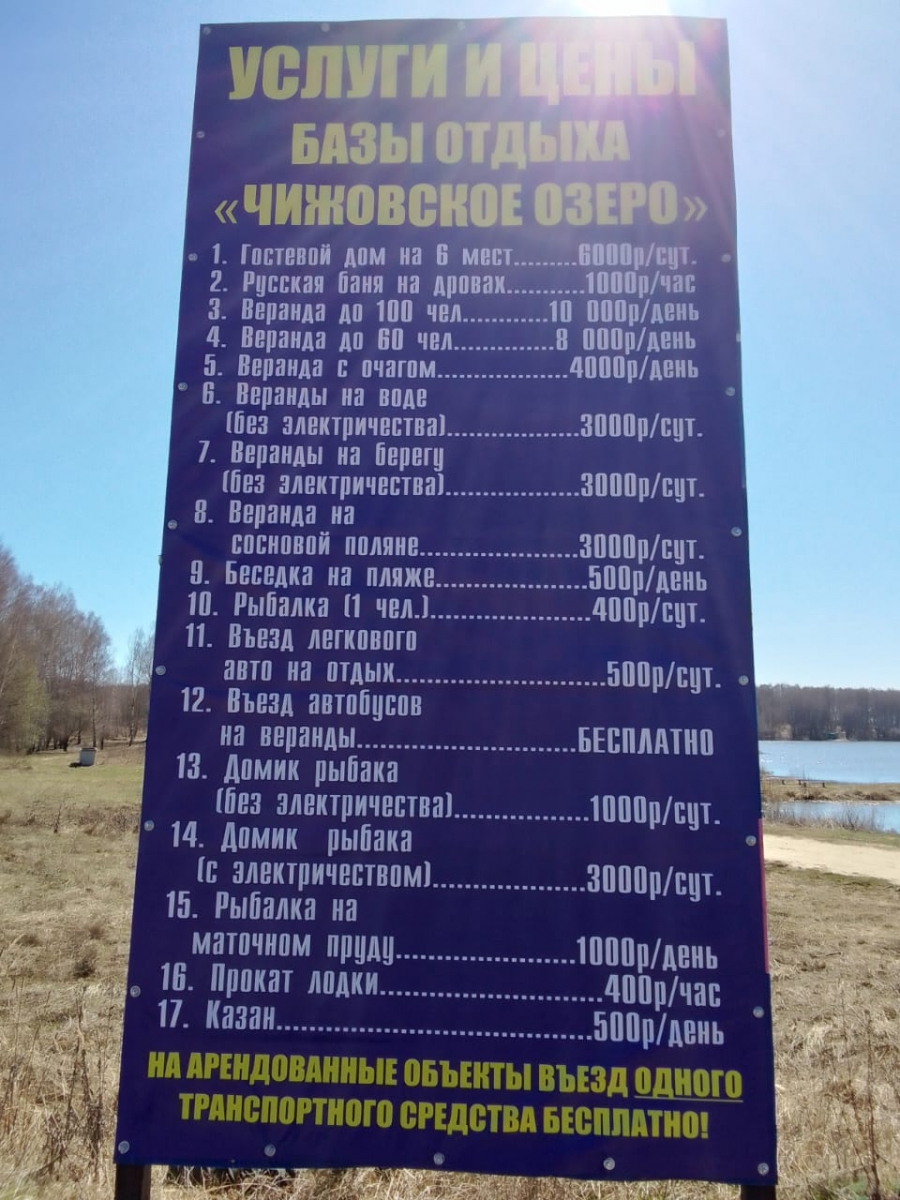 УСЛУГИ И ЦЕНЫ
БАЗЫ ОТДЫХА
«ЧИЖОВСКОЕ ОЗЕРО»
1. Гостевой дом на 6 мест.........6000р/сут.
2. Русская баня на дровах...........1000р/час
3. Веранда до 100 чел............10 000р/день
4. Веранда до 60 чел..............8 000р/день
5. Веранда с очагом..................4000р/день
6. Веранды на воде
(без электричества)..................3000р/сут.
7. Веранды на берегу
(без электричества)..................3000р/сут.
8. Веранда на
сосновой поляне.....................3000р/сут.
9. Беседка на пляже....................500р/день
10. Рыбалка (1 чел.).....................400р/сут.
11. Въезд легкового
авто на отдых...........................500р/сут.
12. Въезд автобусов
на веранды............................БЕСПЛАТНО
13. Домик рыбака
(без электричества).................1000р/сут.
14. Домик рыбака
(с электричеством)...................3000р/сут.
15. Рыбалка на
маточном пруду......................1000р/день
16. Прокат лодки...........................400р/час
17. Казан.......................................500р/день
НА АРЕНДОВАННЫЕ ОБЪЕКТЫ ВЪЕЗД ОДНОГО
ТРАНСПОРТНОГО СРЕДСТВА БЕСПЛАТНО!